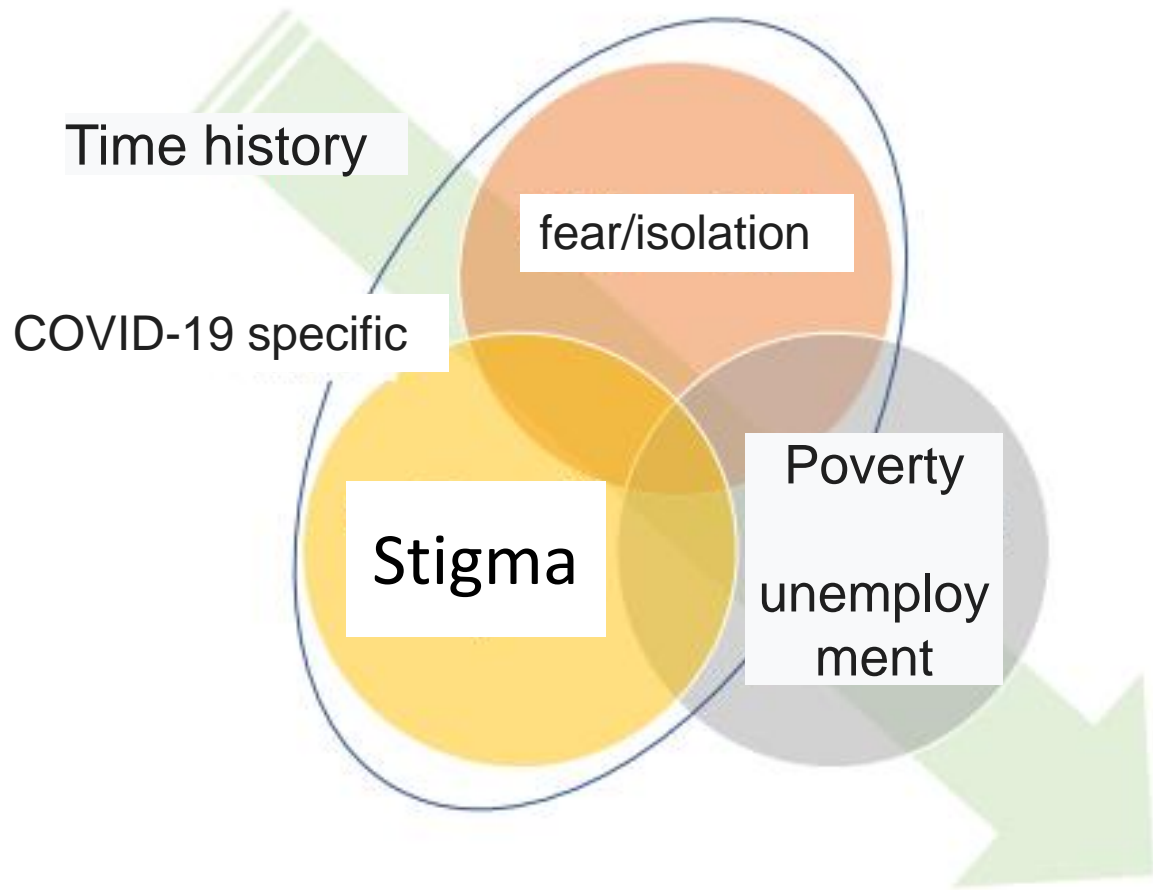 Time history
fear/isolation
COVID-19 specific
Stigma
Poverty
unemploy
ment